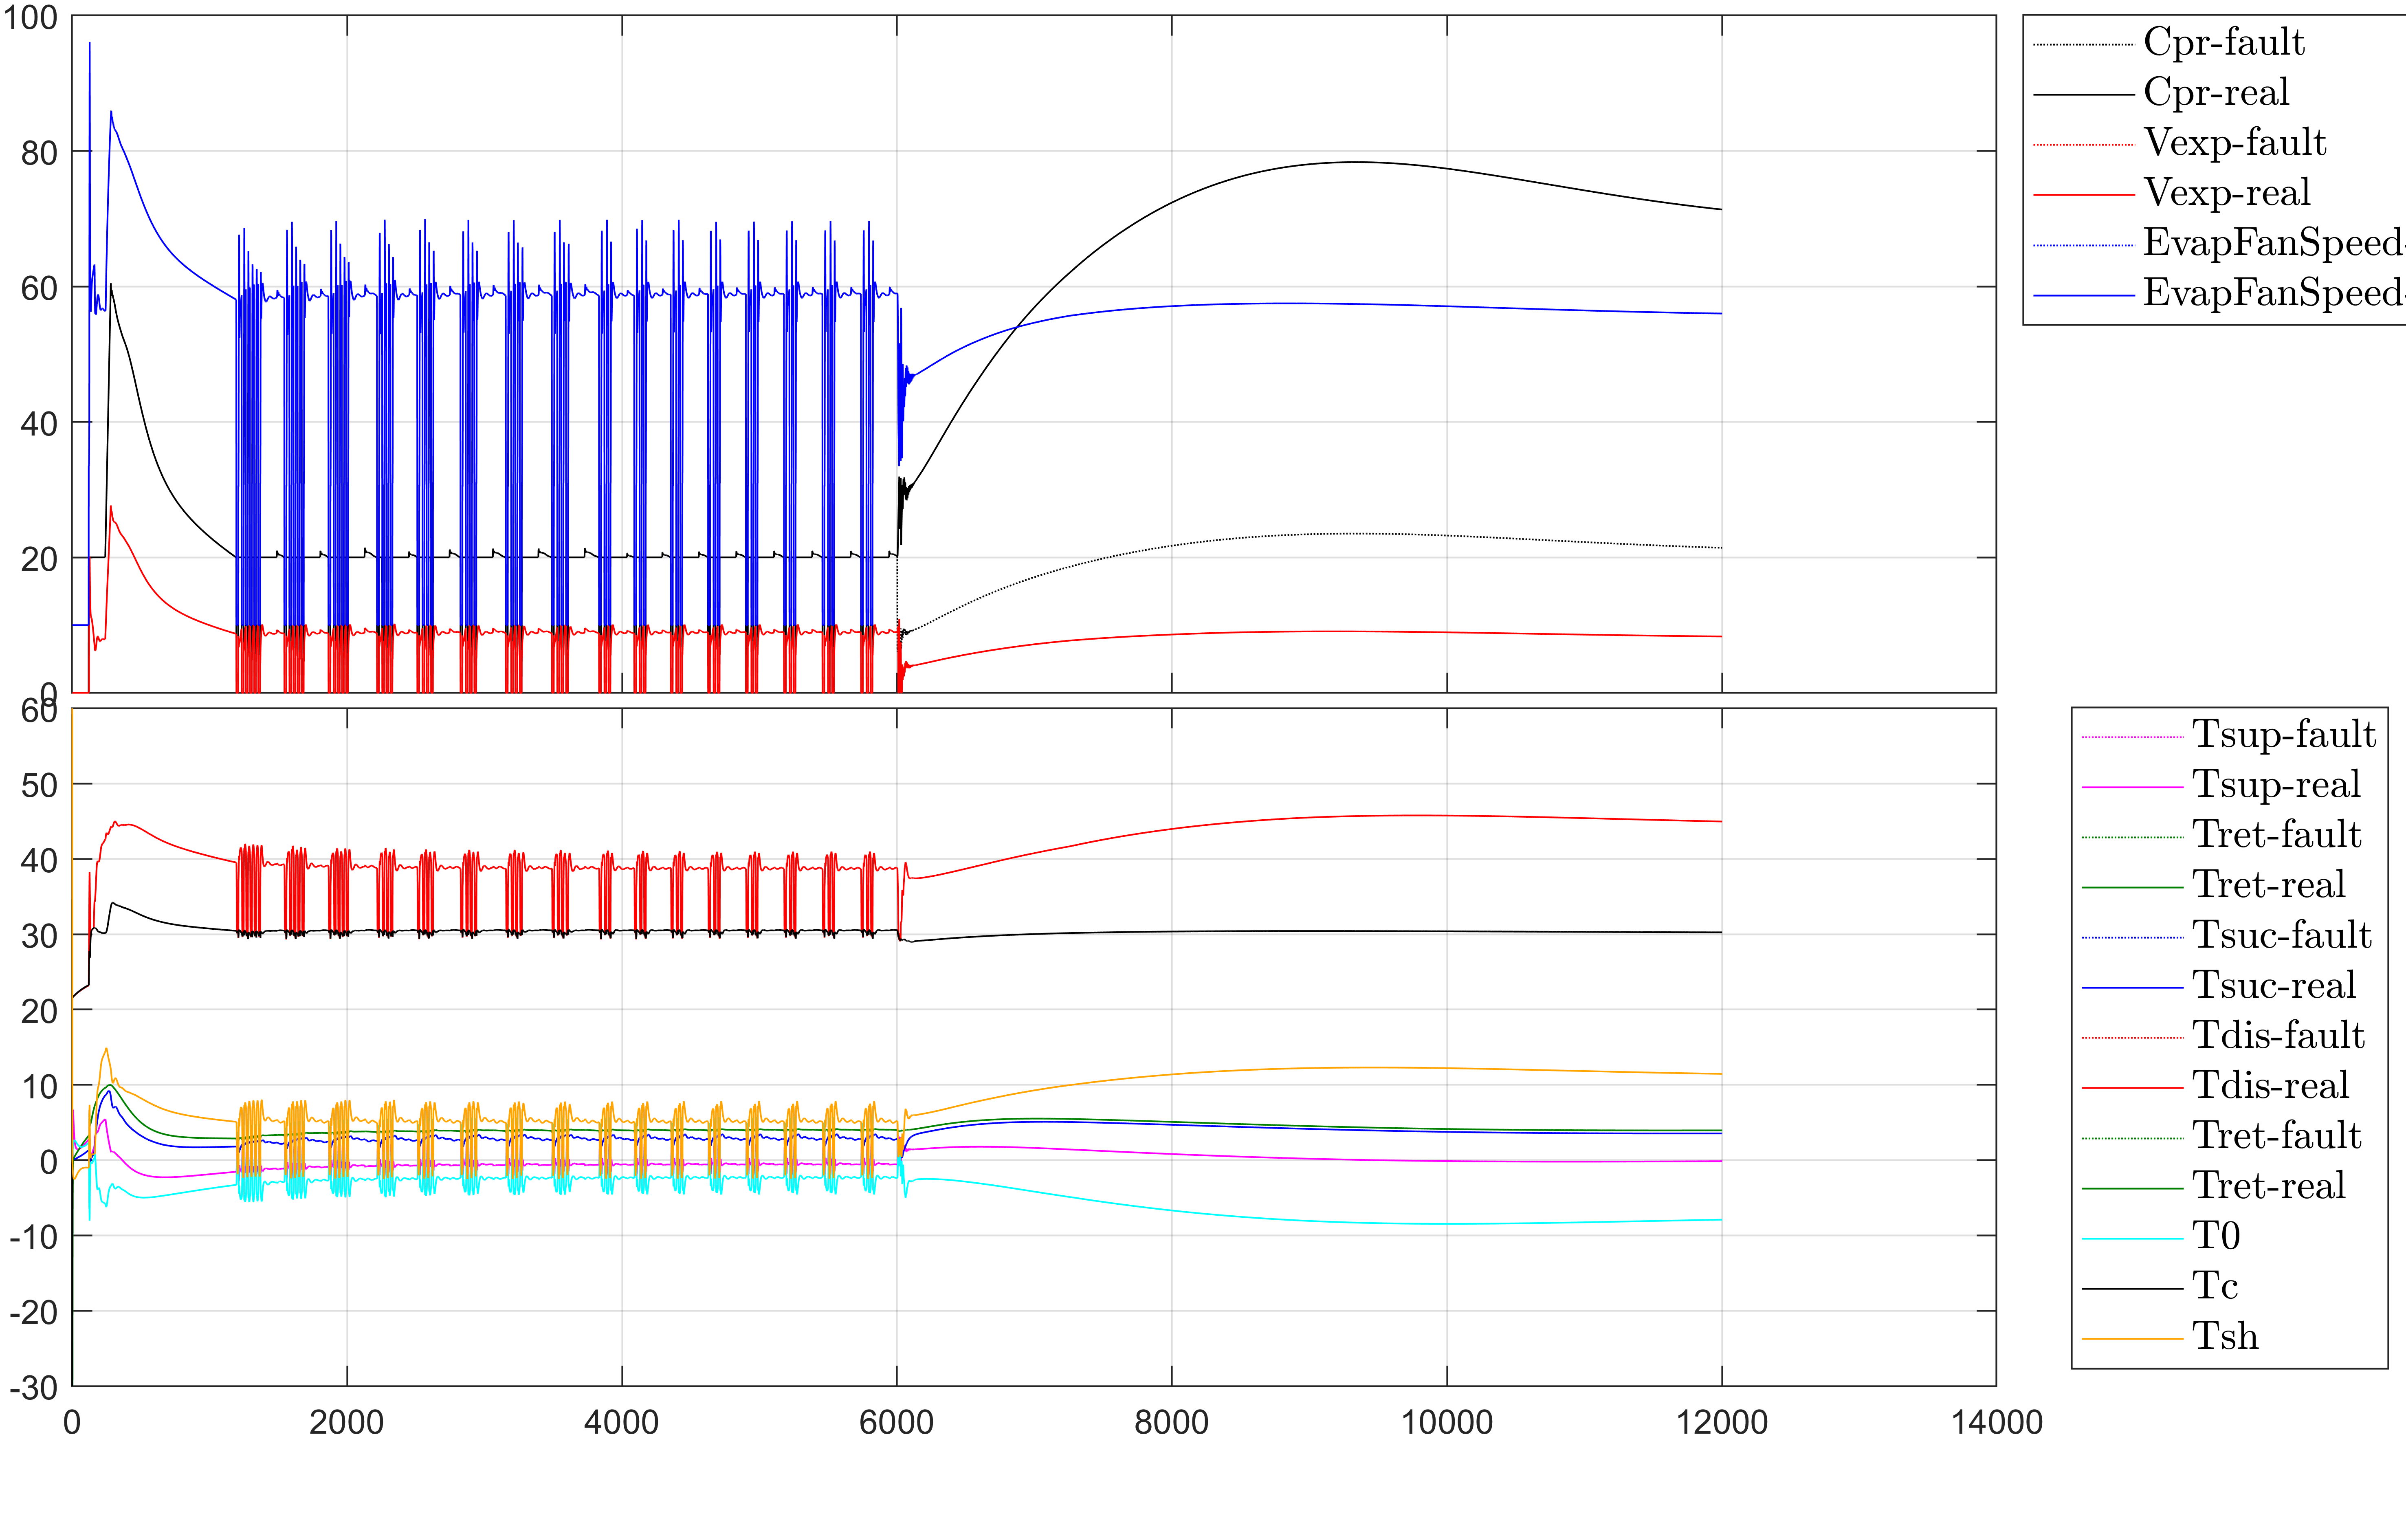 100
80
60
40
20
0
Cpr-fault
Cpr-real
Vexp-fault
Vexp-real
EvapFanSpeed-
EvapFanSpeed-
60
50
40
30
20
10
0
-10
-20
-30
0 2000 4000 6000 8000 10000 12000 14000
Tsup-fault
Tsup-real
Tret-fault
Tret-real
Tsuc-fault
Tsuc-real
Tdis-fault
Tdis-real
Tret-fault
Tret-real
T0
Tc
Tsh